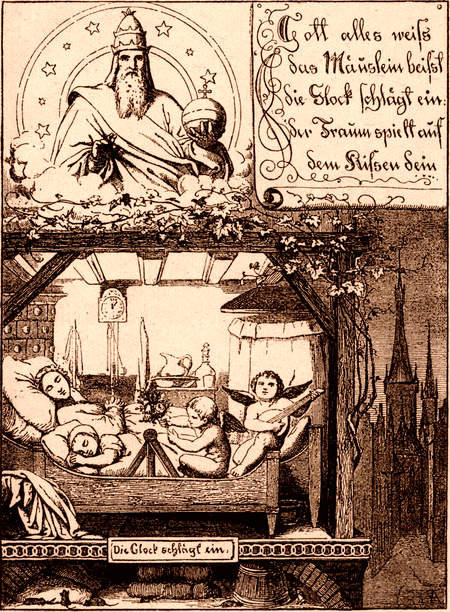 Gott alles weiß
das Mäuslein beißt
die Glock schlägt ein:
der Traum spielt auf
dem Kissen dein
Die Glock schlägt ein.